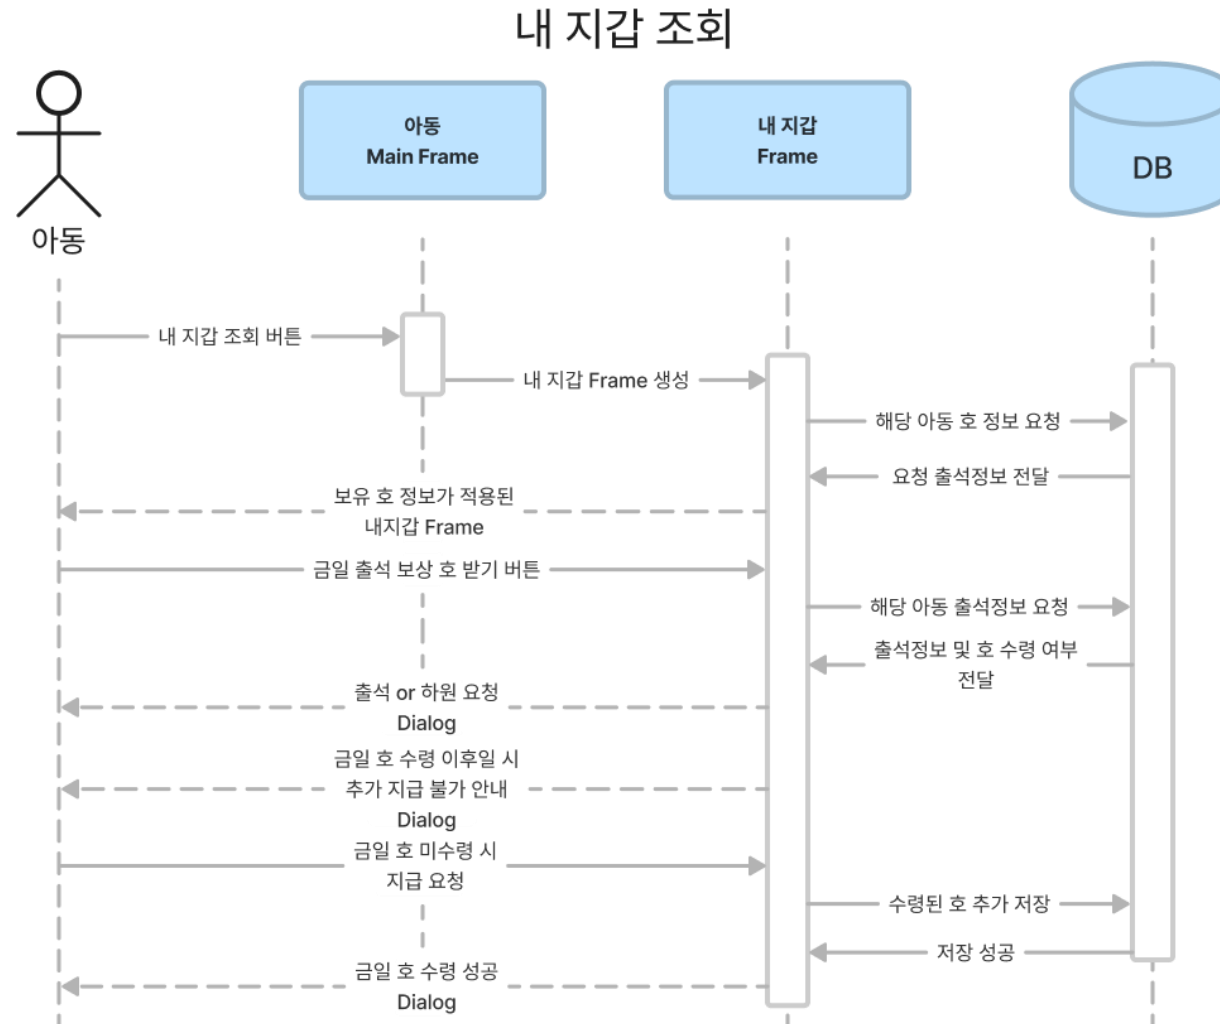 내 지갑 조회
아동
Main Frame
내 지갑
Frame
DB
아동
내 지갑 조회 버튼
내 지갑 Frame 생성
해당 아동 호 정보 요청
요청 출석정보 전달
보유 호 정보가 적용된
내지갑 Frame
금일 출석 보상 호 받기 버튼
해당 아동 출석정보 요청
출석정보 및 호 수령 여부
전달
출석 or 하원 요청
Dialog
금일 호 수령 이후일 시
추가 지급 불가 안내
Dialog
금일 호 미수령 시
지급 요청
수령된 호 추가 저장
저장 성공
금일 호 수령 성공
Dialog